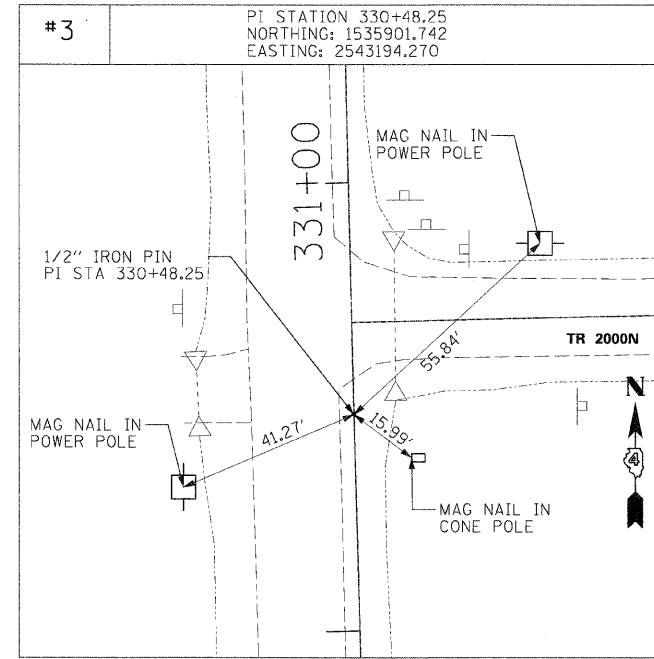 #3
PI STATION 330+48.25
NORTHING: 1535901.742
EASTING: 2543194.270
MAG NAIL IN
POWER POLE
331+00
1/2" IRON PIN
PI STA 330+48.25
55.84'
TR 2000N
N
MAG NAIL IN
POWER POLE
41.27'
15.99'
4
MAG NAIL IN
CONE POLE